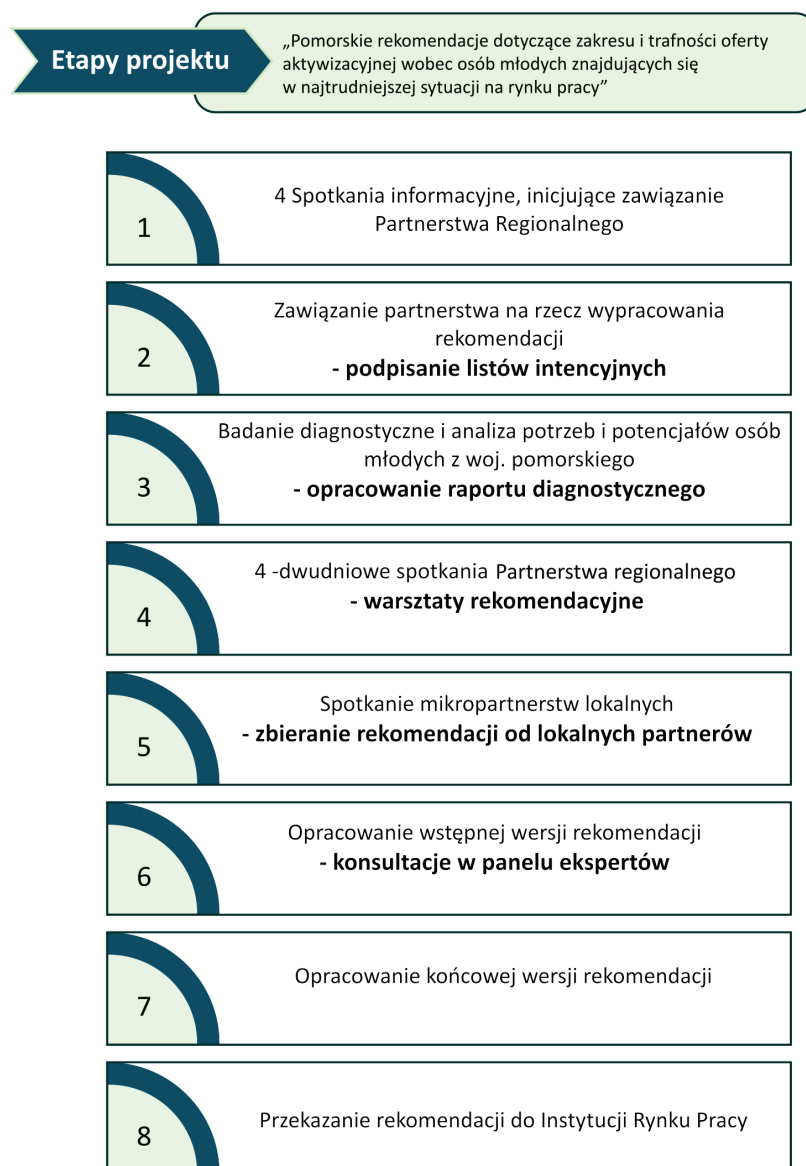 Etapy projektu
„Pomorskie rekomendacje dotyczące zakresu i trafności oferty
aktywizacyjnej wobec osób młodych znajdujących się
w najtrudniejszej sytuacji na rynku pracy”
1
4 Spotkania informacyjne, inicjujące zawiązanie
Partnerstwa Regionalnego
2
Zawiązanie partnerstwa na rzecz wypracowania
rekomendacji
- podpisanie listów intencyjnych
3
Badanie diagnostyczne i analiza potrzeb i potencjałów osób
młodych z woj. pomorskiego
- opracowanie raportu diagnostycznego
4
4 -dwudniowe spotkania Partnerstwa regionalnego
- warsztaty rekomendacyjne
5
Spotkanie mikropartnerstw lokalnych
- zbieranie rekomendacji od lokalnych partnerów
6
Opracowanie wstępnej wersji rekomendacji
- konsultacje w panelu ekspertów
7
Opracowanie końcowej wersji rekomendacji
8
Przekazanie rekomendacji do Instytucji Rynku Pracy